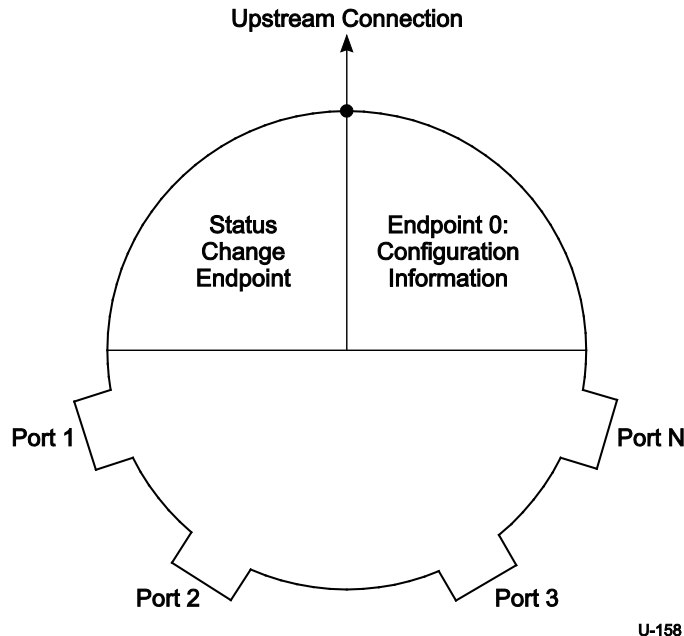 Upstream Connection
Status
Change
Endpoint
Endpoint 0:
Configuration
Information
Port 1
Port N
Port 2
Port 3
U-158